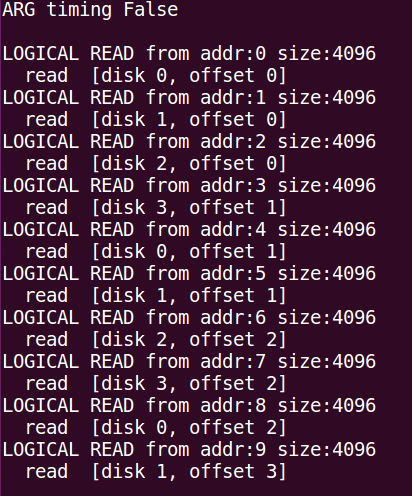 ARG timing False
LOGICAL READ from addr:0 size:4096
read [disk 0, offset 0]
LOGICAL READ from addr:1 size:4096
read [disk 1, offset 0]
LOGICAL READ from addr:2 size:4096
read [disk 2, offset 0]
LOGICAL READ from addr:3 size:4096
read [disk 3, offset 1]
LOGICAL READ from addr:4 size:4096
read [disk 0, offset 1]
LOGICAL READ from addr:5 size:4096
read [disk 1, offset 1]
LOGICAL READ from addr:6 size:4096
read [disk 2, offset 2]
LOGICAL READ from addr:7 size:4096
read [disk 3, offset 2]
LOGICAL READ from addr:8 size:4096
read [disk 0, offset 2]
LOGICAL READ from addr:9 size:4096
read [disk 1, offset 3]